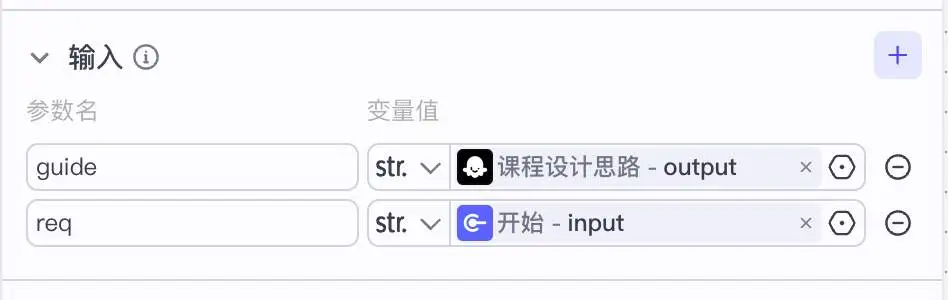 输入
参数名 变量值
guide str. 课程设计思路 - output
req str. 开始 - input